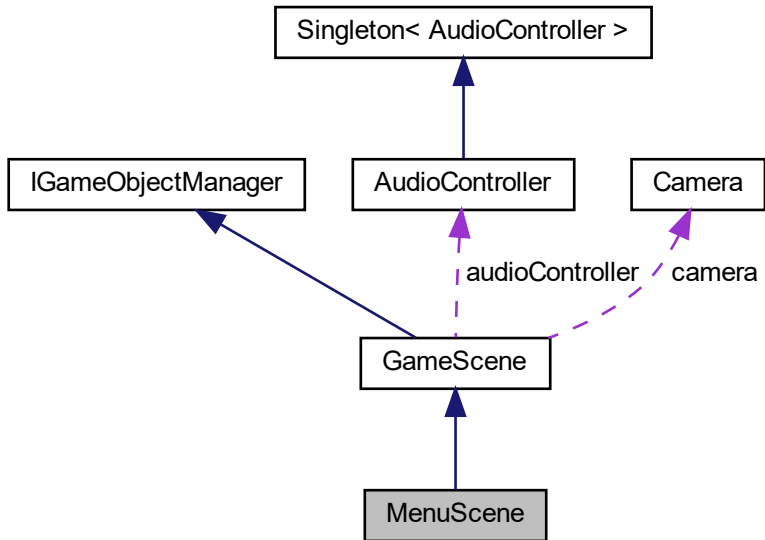 Singleton< AudioController >
IGameObjectManager
AudioController
Camera
audioController
camera
GameScene
MenuScene